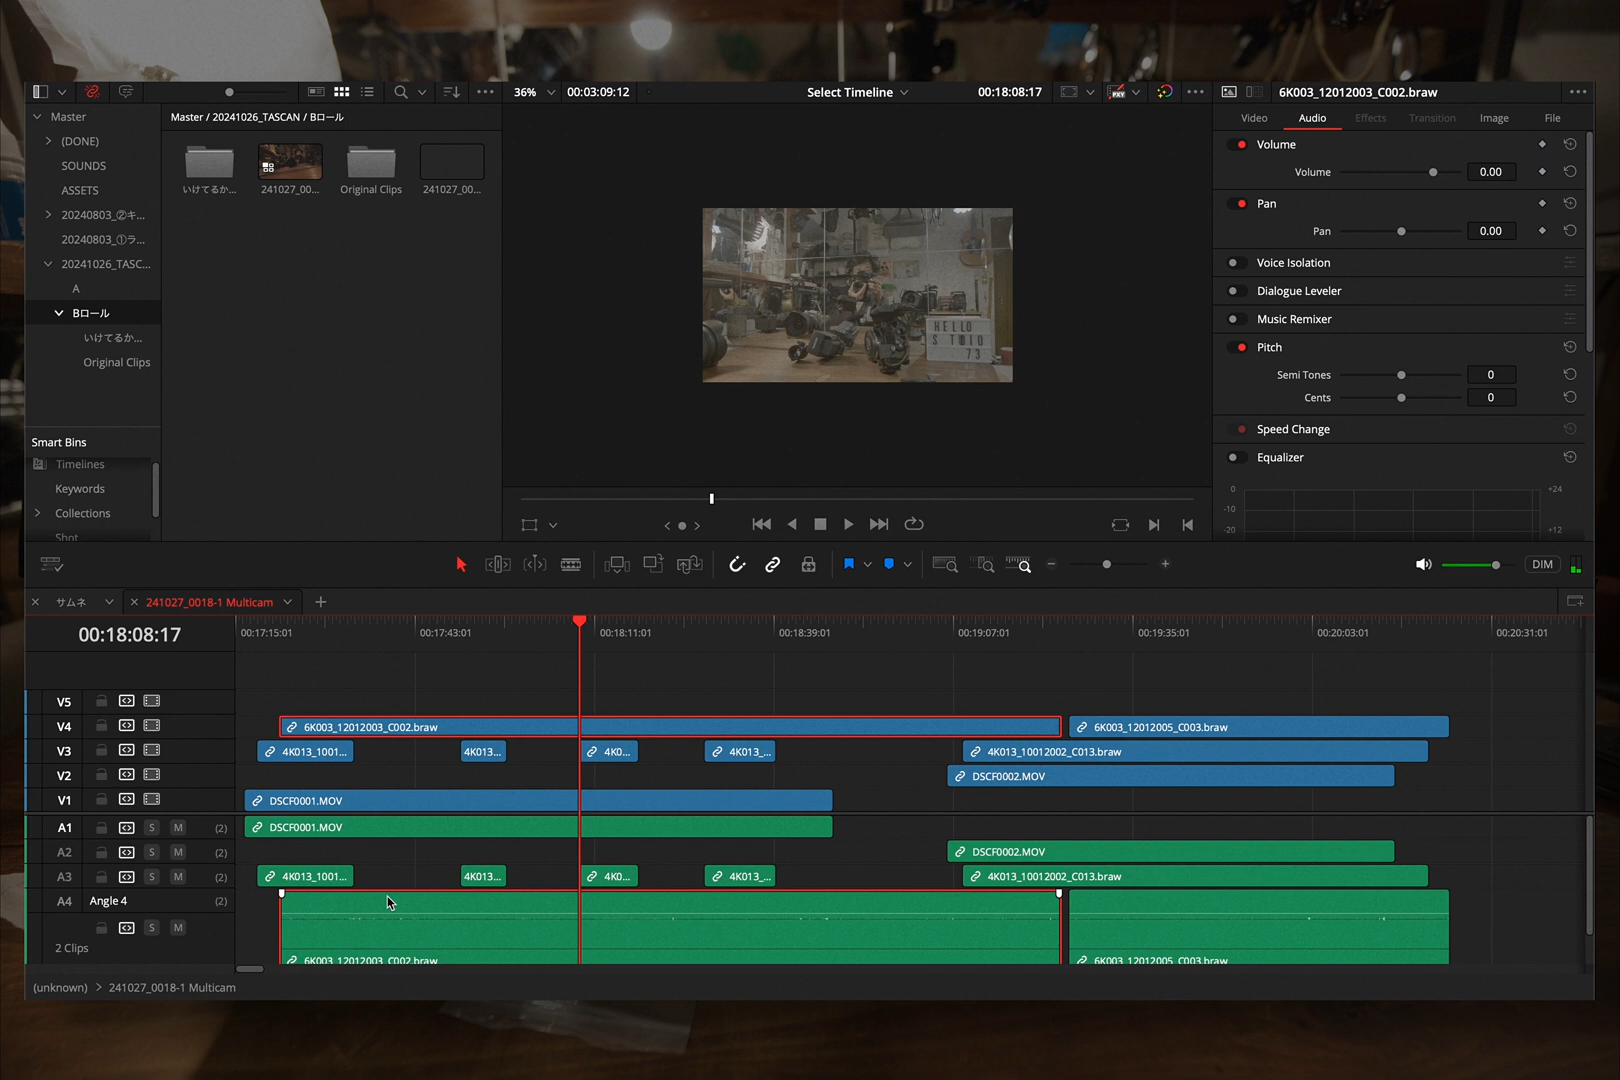 36%
00:03:09:12
Select Timeline
00:18:08:17
6K003_12012003_C002.braw
Master
Master / 20241026_TASCAN / Bロール
Video
Audio
Effects
Transition
Image
File
(DONE)
SOUNDS
ASSETS
20240803_②キ...
20240803_①ラ...
20241026_TASC...
A
Bロール
いけてるか...
Original Clips
いけてるか...
241027_00...
Original Clips
241027_00...
Smart Bins
Timelines
Keywords
Collections
Shot
HELLO
STUDIO
73
Volume
Volume
0.00
Pan
Pan
0.00
Voice Isolation
Dialogue Leveler
Music Remixer
Pitch
Semi Tones
0
Cents
0
Speed Change
Equalizer
0
+24
-10
-20
+12
DIM
サムネ
241027_0018-1 Multicam
00:18:08:17
00:17:15:01
00:17:43:01
00:18:11:01
00:18:39:01
00:19:07:01
00:19:35:01
00:20:03:01
00:20:31:01
V5
V4
6K003_12012003_C002.braw
6K003_12012005_C003.braw
V3
4K013_1001...
4K013...
4K0...
4K013_...
4K013_10012002_C013.braw
V2
DSCF0002.MOV
V1
DSCF0001.MOV
A1
S
M
(2)
DSCF0001.MOV
A2
S
M
(2)
DSCF0002.MOV
A3
S
M
(2)
4K013_1001...
4K013...
4K0...
4K013_...
4K013_10012002_C013.braw
A4
Angle 4
(2)
S
M
2 Clips
6K003_12012003_C002.braw
6K003_12012005_C003.braw
(unknown) > 241027_0018-1 Multicam